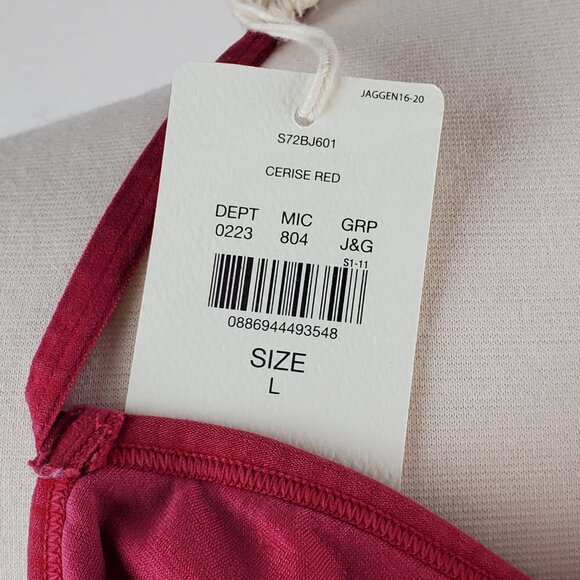 JAGGEN16-20
S72BJ601
CERISE RED
DEPT MIC GRP
0223 804 J&G
S1-11
0886944493548
SIZE
L